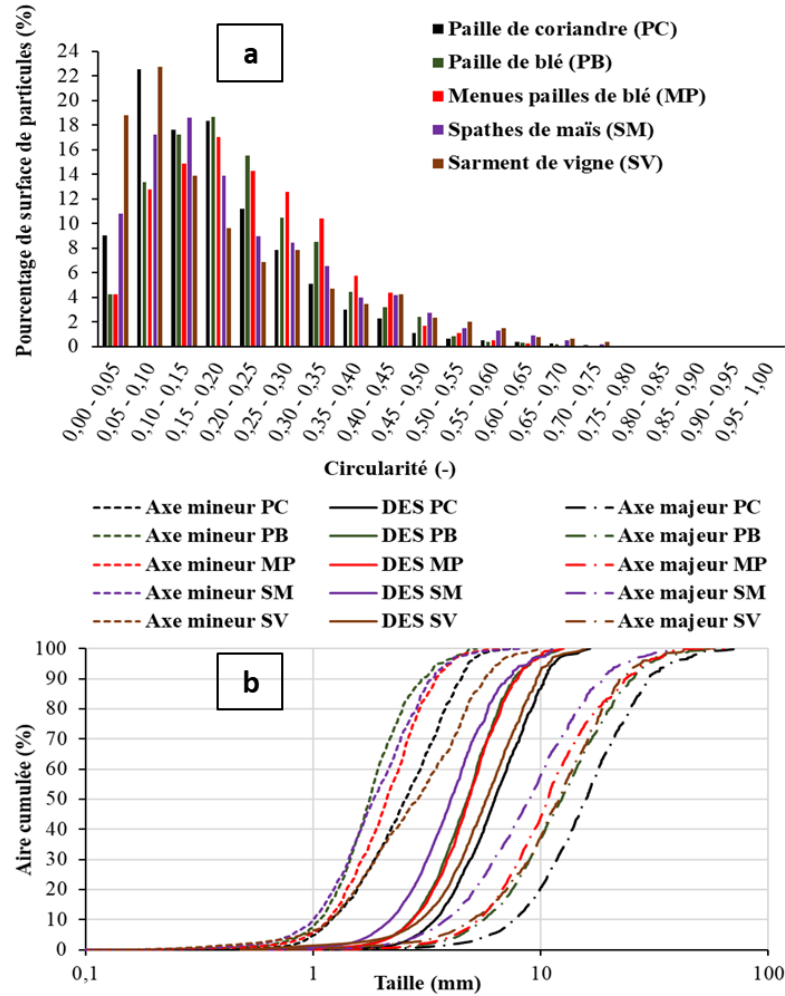 a
Paille de coriandre (PC)
Paille de blé (PB)
Menues pailles de blé (MP)
Spathes de maïs (SM)
Sarment de vigne (SV)
Pourcentage de surface de particules (%)
24
22
20
18
16
14
12
10
8
6
4
2
0
0,00 - 0,05
0,05 - 0,10
0,10 - 0,15
0,15 - 0,20
0,20 - 0,25
0,25 - 0,30
0,30 - 0,35
0,35 - 0,40
0,40 - 0,45
0,45 - 0,50
0,50 - 0,55
0,55 - 0,60
0,60 - 0,65
0,65 - 0,70
0,70 - 0,75
0,75 - 0,80
0,80 - 0,85
0,85 - 0,90
0,90 - 0,95
0,95 - 1,00
Circularité (-)
Axe mineur PC DES PC Axe majeur PC
Axe mineur PB DES PB Axe majeur PB
Axe mineur MP DES MP Axe majeur MP
Axe mineur SM DES SM Axe majeur SM
Axe mineur SV DES SV Axe majeur SV
b
Aire cumulée (%)
100
90
80
70
60
50
40
30
20
10
0
0,1 1 10 100
Taille (mm)